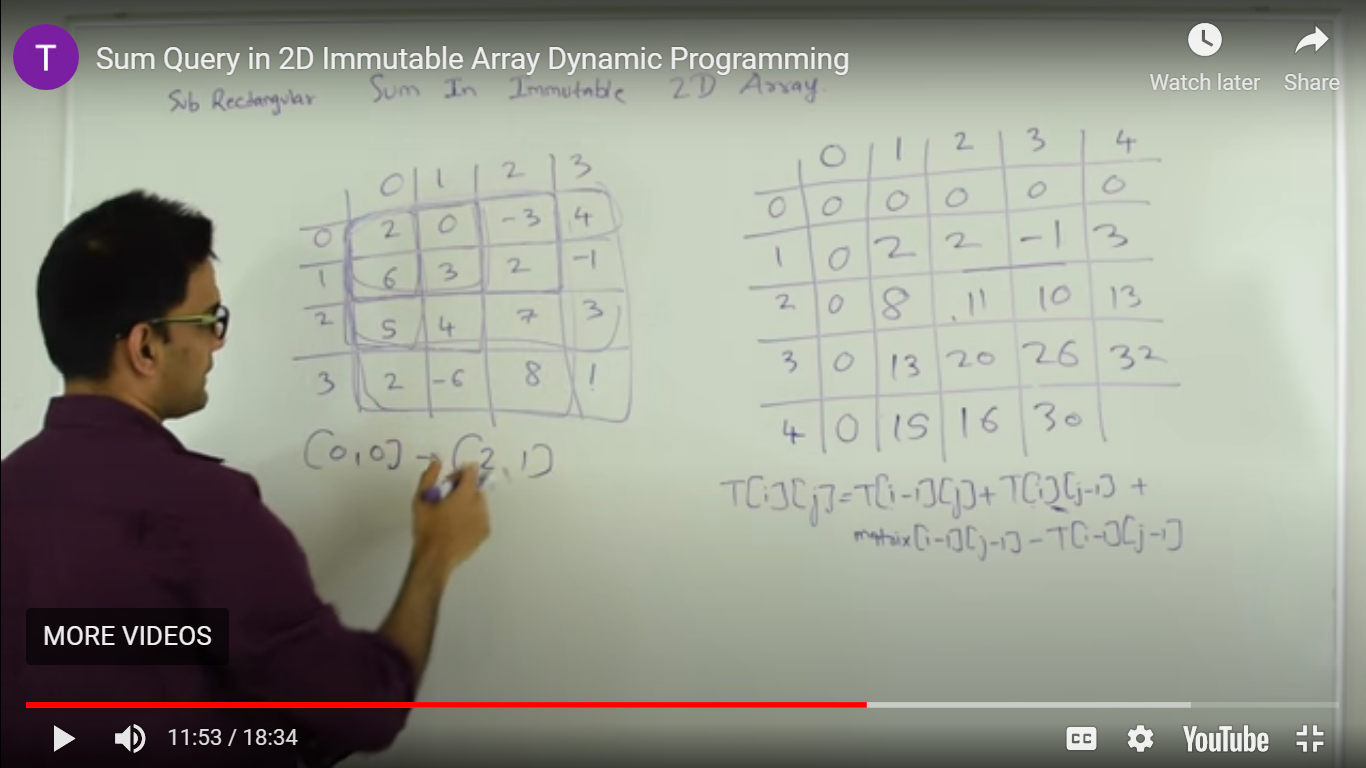 T
Sum Query in 2D Immutable Array Dynamic Programming
Watch later
Share
Sub Rectangular Sum In Immutable 2D Array.
0 1 2 3
0 2 0 -3 4
1 6 3 2 -1
2 5 4 7 3
3 2 -6 8 1
(0,0) → (2,1)
0 1 2 3 4
0 0 0 0 0 0
1 0 2 2 -1 3
2 0 8 11 10 13
3 0 13 20 26 32
4 0 15 16 30
T[i][j]=T[i-1][j]+T[i][j-1] +
matrix[i-1][j-1]-T[i-1][j-1]
MORE VIDEOS
11:53 / 18:34
CC
YouTube